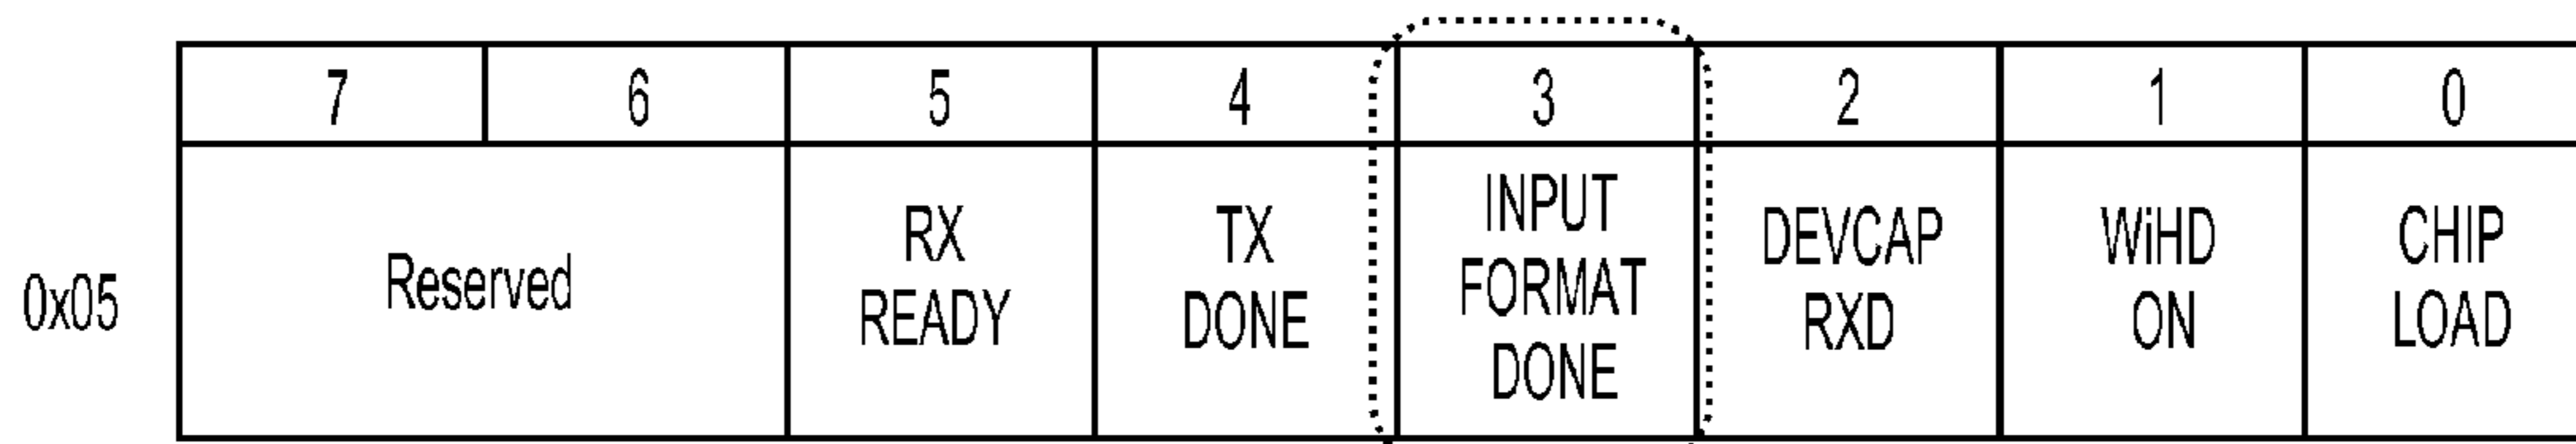 7 6 5 4 3 2 1 0
0x05
Reserved
RX
READY
TX
DONE
INPUT
FORMAT
DONE
DEVCAP
RXD
WiHD
ON
CHIP
LOAD